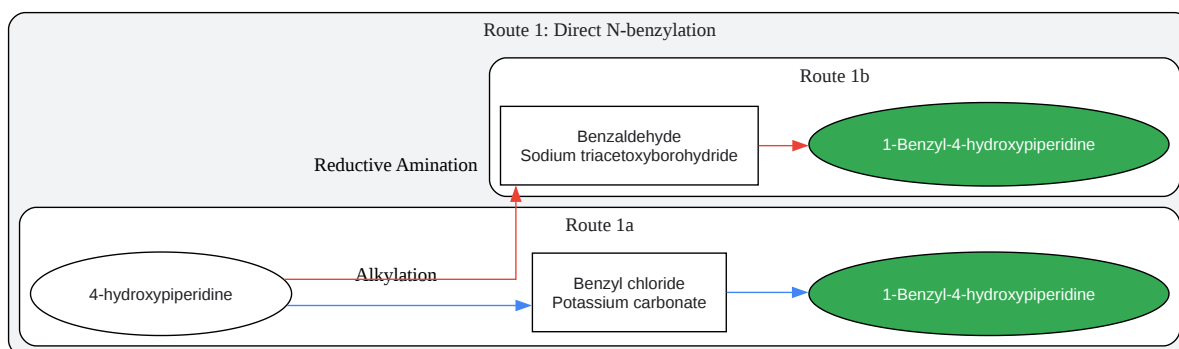 Route 1: Direct N-benzylation
Route 1b
Benzaldehyde
Sodium triacetoxyborohydride
1-Benzyl-4-hydroxypiperidine
Reductive Amination
Route 1a
Alkylation
4-hydroxypiperidine
Benzyl chloride
Potassium carbonate
1-Benzyl-4-hydroxypiperidine